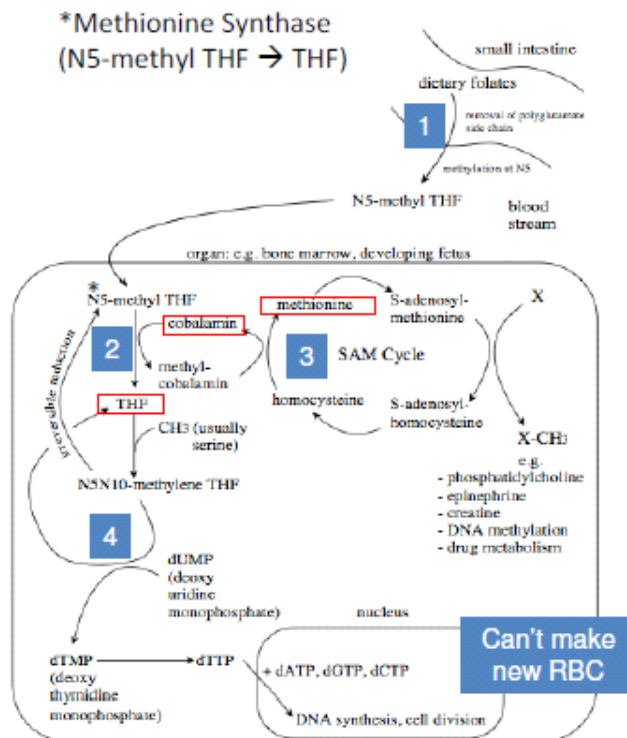 *Methionine Synthase
(N5-methyl THF → THF)
small intestine
dietary folates
1
removal of polyglutamate
side chain
methylation at N5
N5-methyl THF
blood
stream
organ: e.g. bone marrow, developing fetus
*
N5-methyl THF
cobalamin
2
methyl-
cobalamin
irreversible reduction
THF
CH3 (usually
serine)
N5N10-methylene THF
4
methionine
3
SAM Cycle
homocysteine
S-adenosyl-
methionine
S-adenosyl-
homocysteine
X
X-CH3
e.g.
- phosphatidylcholine
- epinephrine
- creatine
- DNA methylation
- drug metabolism
dUMP
(deoxy
uridine
monophosphate)
nucleus
Can't make
new RBC
dTMP
(deoxy
thymidine
monophosphate)
dTTP
+ dATP, dGTP, dCTP
DNA synthesis, cell division